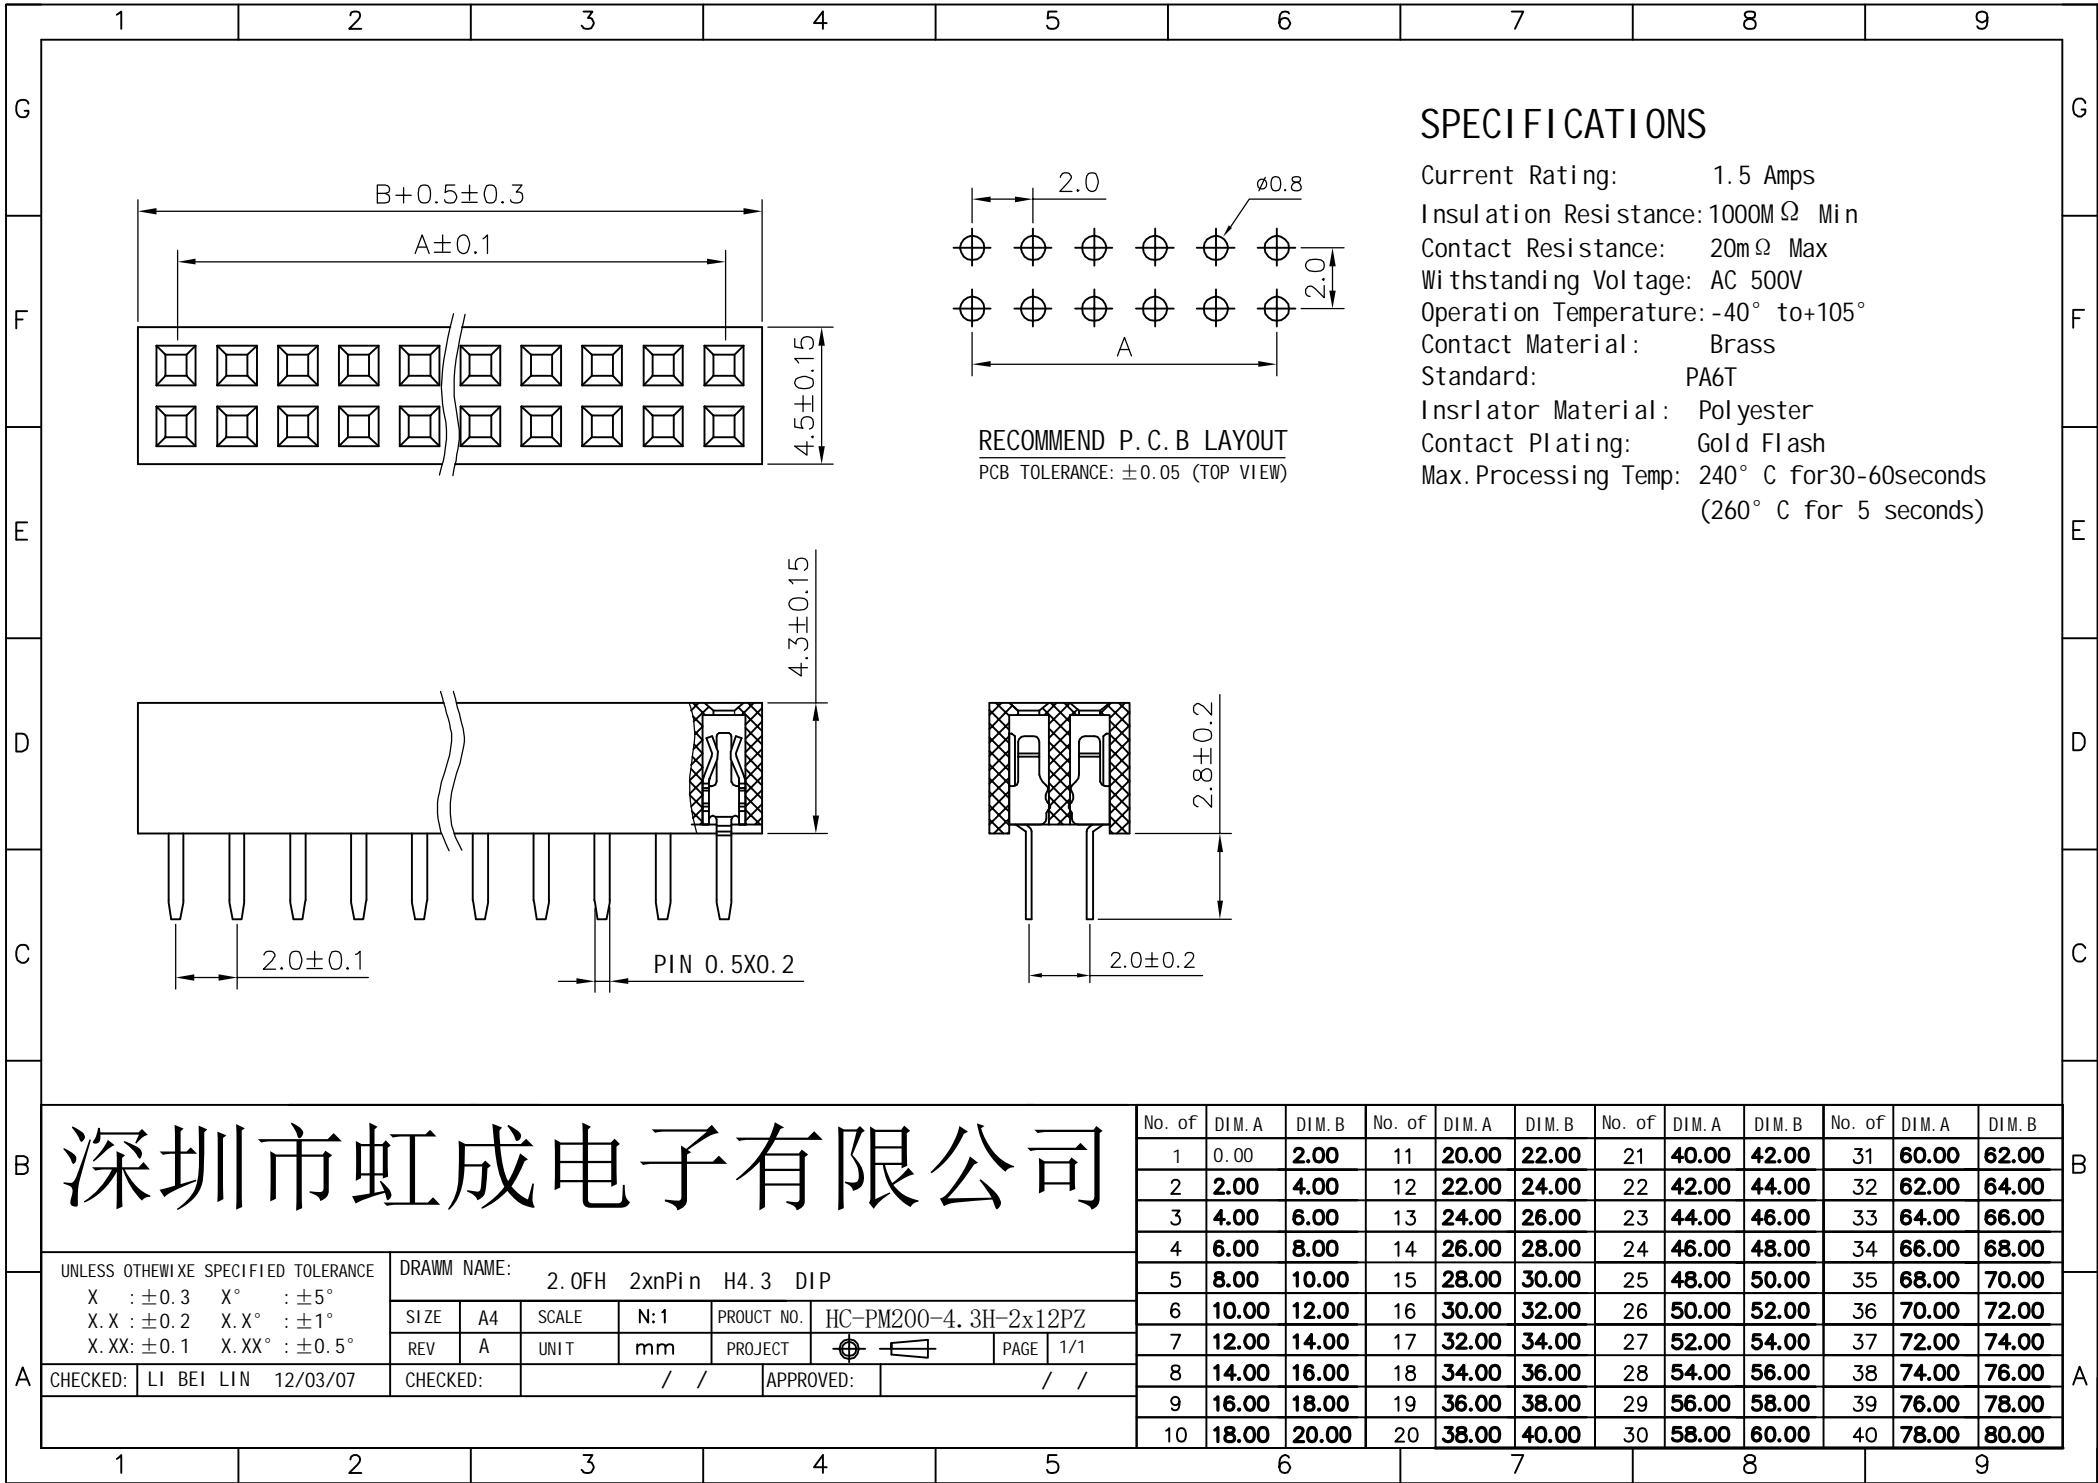 1 2 3 4 5 6 7 8 9
G G
F F
E E
D D
C C
B B
A A
B+0.5±0.3
A±0.1
4.5±0.15
2.0
ø0.8
2.0
A
RECOMMEND P.C.B LAYOUT
PCB TOLERANCE: ±0.05 (TOP VIEW)
SPECIFICATIONS
Current Rating: 1.5 Amps
Insulation Resistance: 1000MΩ Min
Contact Resistance: 20mΩ Max
Withstanding Voltage: AC 500V
Operation Temperature: -40° to+105°
Contact Material: Brass
Standard: PA6T
Insrlator Material: Polyester
Contact Plating: Gold Flash
Max.Processing Temp: 240° C for30-60seconds
(260° C for 5 seconds)
4.3±0.15
2.0±0.1
PIN 0.5X0.2
2.8±0.2
2.0±0.2
深圳市虹成电子有限公司
UNLESS OTHEWIXE SPECIFIED TOLERANCE
X :±0.3 X° :±5°
X.X :±0.2 X.X° :±1°
X.XX:±0.1 X.XX° :±0.5°
DRAWM NAME: 2.0FH 2xnPin H4.3 DIP
SIZE A4 SCALE N:1 PROUCT NO. HC-PM200-4.3H-2x12PZ
REV A UNIT mm PROJECT PAGE 1/1
CHECKED: LI BEI LIN 12/03/07 CHECKED: / / APPROVED: / /
No. of DIM.A DIM.B No. of DIM.A DIM.B No. of DIM.A DIM.B No. of DIM.A DIM.B
1 0.00 2.00 11 20.00 22.00 21 40.00 42.00 31 60.00 62.00
2 2.00 4.00 12 22.00 24.00 22 42.00 44.00 32 62.00 64.00
3 4.00 6.00 13 24.00 26.00 23 44.00 46.00 33 64.00 66.00
4 6.00 8.00 14 26.00 28.00 24 46.00 48.00 34 66.00 68.00
5 8.00 10.00 15 28.00 30.00 25 48.00 50.00 35 68.00 70.00
6 10.00 12.00 16 30.00 32.00 26 50.00 52.00 36 70.00 72.00
7 12.00 14.00 17 32.00 34.00 27 52.00 54.00 37 72.00 74.00
8 14.00 16.00 18 34.00 36.00 28 54.00 56.00 38 74.00 76.00
9 16.00 18.00 19 36.00 38.00 29 56.00 58.00 39 76.00 78.00
10 18.00 20.00 20 38.00 40.00 30 58.00 60.00 40 78.00 80.00
1 2 3 4 5 6 7 8 9